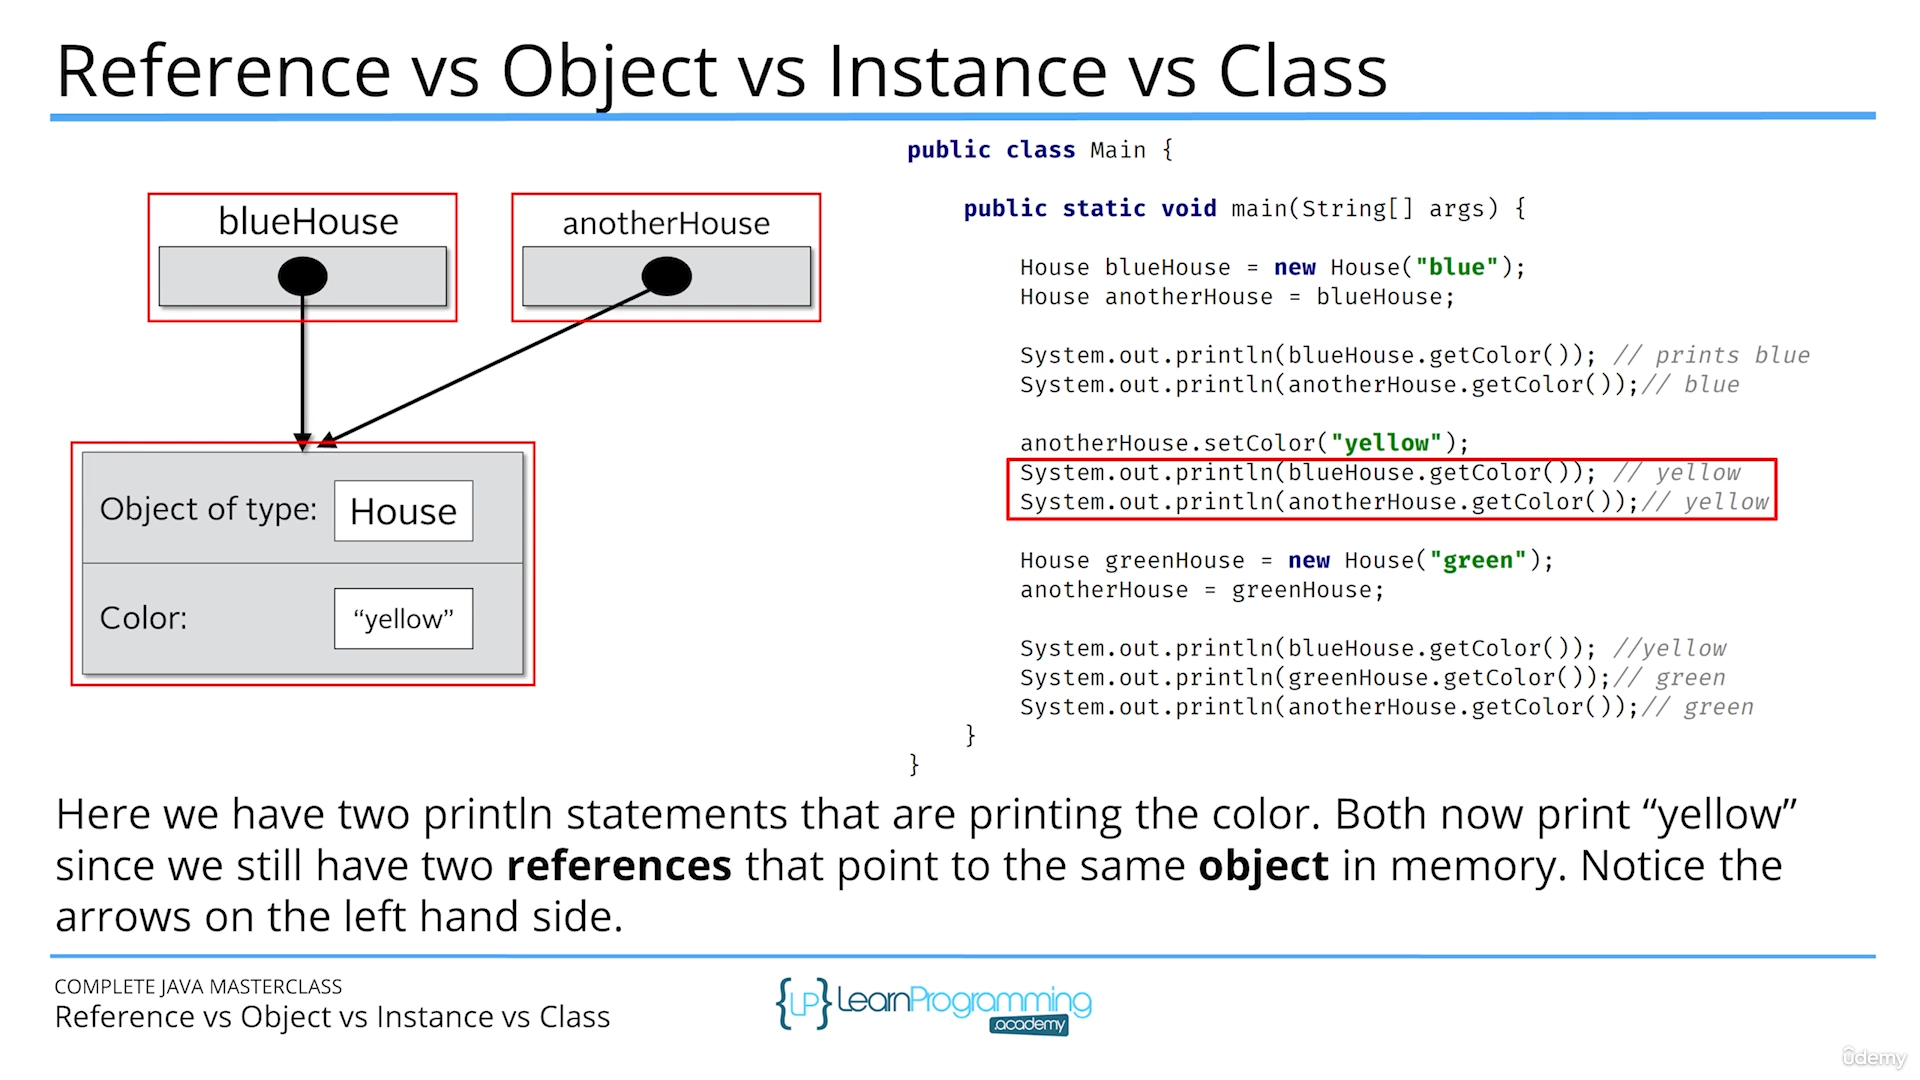 Reference vs Object vs Instance vs Class
blueHouse
anotherHouse
Object of type: House
Color: “yellow”
public class Main {
public static void main(String[] args) {
House blueHouse = new House("blue");
House anotherHouse = blueHouse;
System.out.println(blueHouse.getColor()); // prints blue
System.out.println(anotherHouse.getColor());// blue
anotherHouse.setColor("yellow");
System.out.println(blueHouse.getColor()); // yellow
System.out.println(anotherHouse.getColor());// yellow
House greenHouse = new House("green");
anotherHouse = greenHouse;
System.out.println(blueHouse.getColor()); //yellow
System.out.println(greenHouse.getColor());// green
System.out.println(anotherHouse.getColor());// green
}
}
Here we have two println statements that are printing the color. Both now print “yellow”
since we still have two references that point to the same object in memory. Notice the
arrows on the left hand side.
COMPLETE JAVA MASTERCLASS
Reference vs Object vs Instance vs Class
{LP} LearnProgramming
.academy
ûdemy